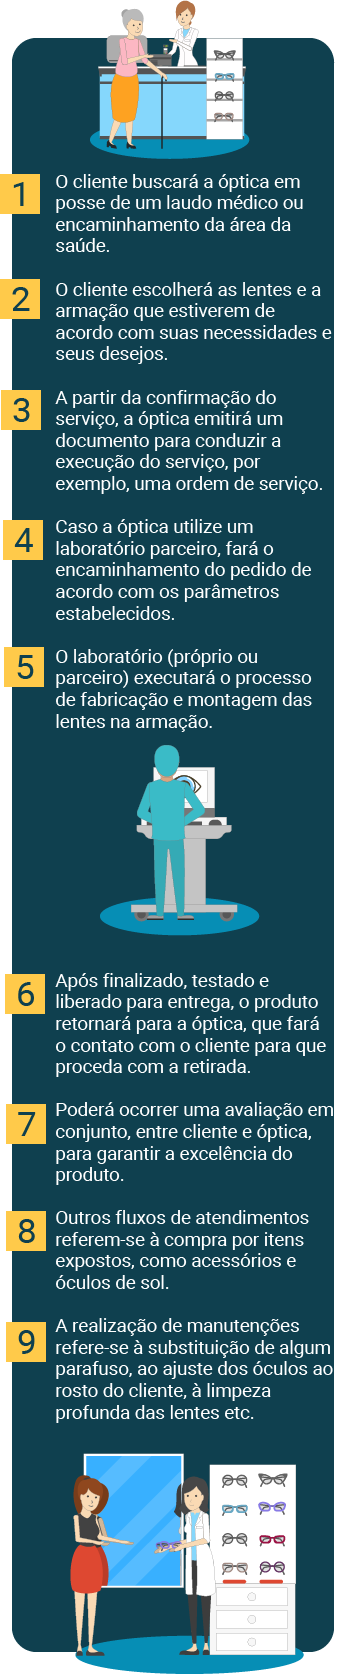 1
O cliente buscará a óptica em
posse de um laudo médico ou
encaminhamento da área da
saúde.
2
O cliente escolherá as lentes e a
armação que estiverem de
acordo com suas necessidades e
seus desejos.
3
A partir da confirmação do
serviço, a óptica emitirá um
documento para conduzir a
execução do serviço, por
exemplo, uma ordem de serviço.
4
Caso a óptica utilize um
laboratório parceiro, fará o
encaminhamento do pedido de
acordo com os parâmetros
estabelecidos.
5
O laboratório (próprio ou
parceiro) executará o processo
de fabricação e montagem das
lentes na armação.
6
Após finalizado, testado e
liberado para entrega, o produto
retornará para a óptica, que fará
o contato com o cliente para que
proceda com a retirada.
7
Poderá ocorrer uma avaliação em
conjunto, entre cliente e óptica,
para garantir a excelência do
produto.
8
Outros fluxos de atendimentos
referem-se à compra por itens
expostos, como acessórios e
óculos de sol.
9
A realização de manutenções
refere-se à substituição de algum
parafuso, ao ajuste dos óculos ao
rosto do cliente, à limpeza
profunda das lentes etc.